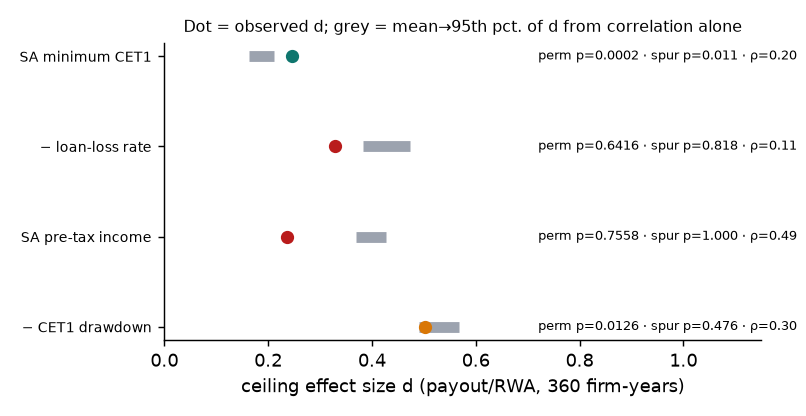 Dot = observed d; grey = mean→95th pct. of d from correlation alone
SA minimum CET1
perm p=0.0002 · spur p=0.011 · ρ=0.20
− loan-loss rate
perm p=0.6416 · spur p=0.818 · ρ=0.11
SA pre-tax income
perm p=0.7558 · spur p=1.000 · ρ=0.49
− CET1 drawdown
perm p=0.0126 · spur p=0.476 · ρ=0.30
0.0 0.2 0.4 0.6 0.8 1.0
ceiling effect size d (payout/RWA, 360 firm-years)